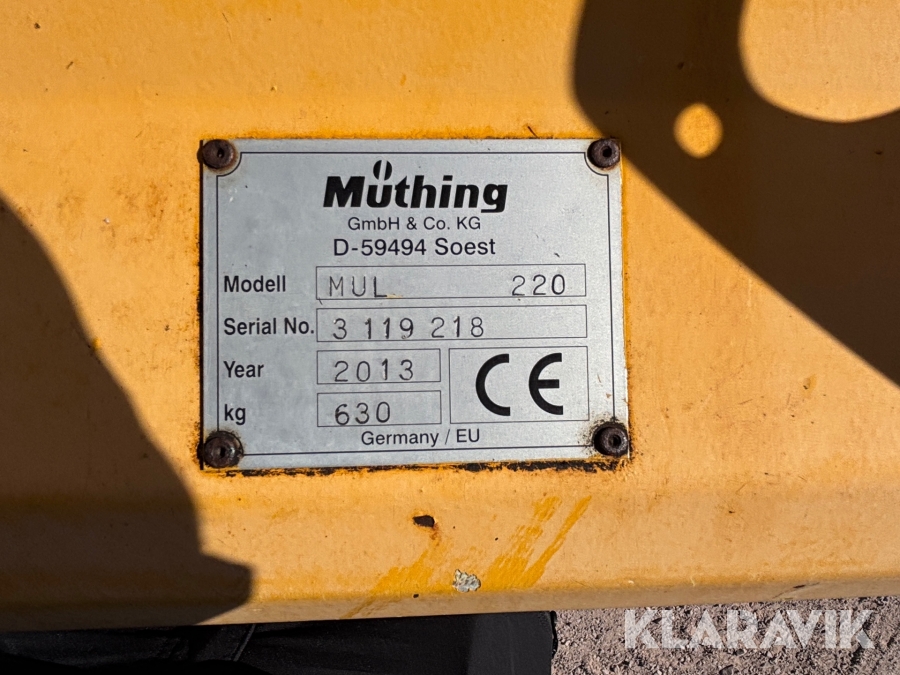 Müthing
GmbH & Co. KG
D-59494 Soest
Modell MUL 220
Serial No. 3 119 218
Year 2013
kg 630
CE
Germany / EU
KLARAVIK